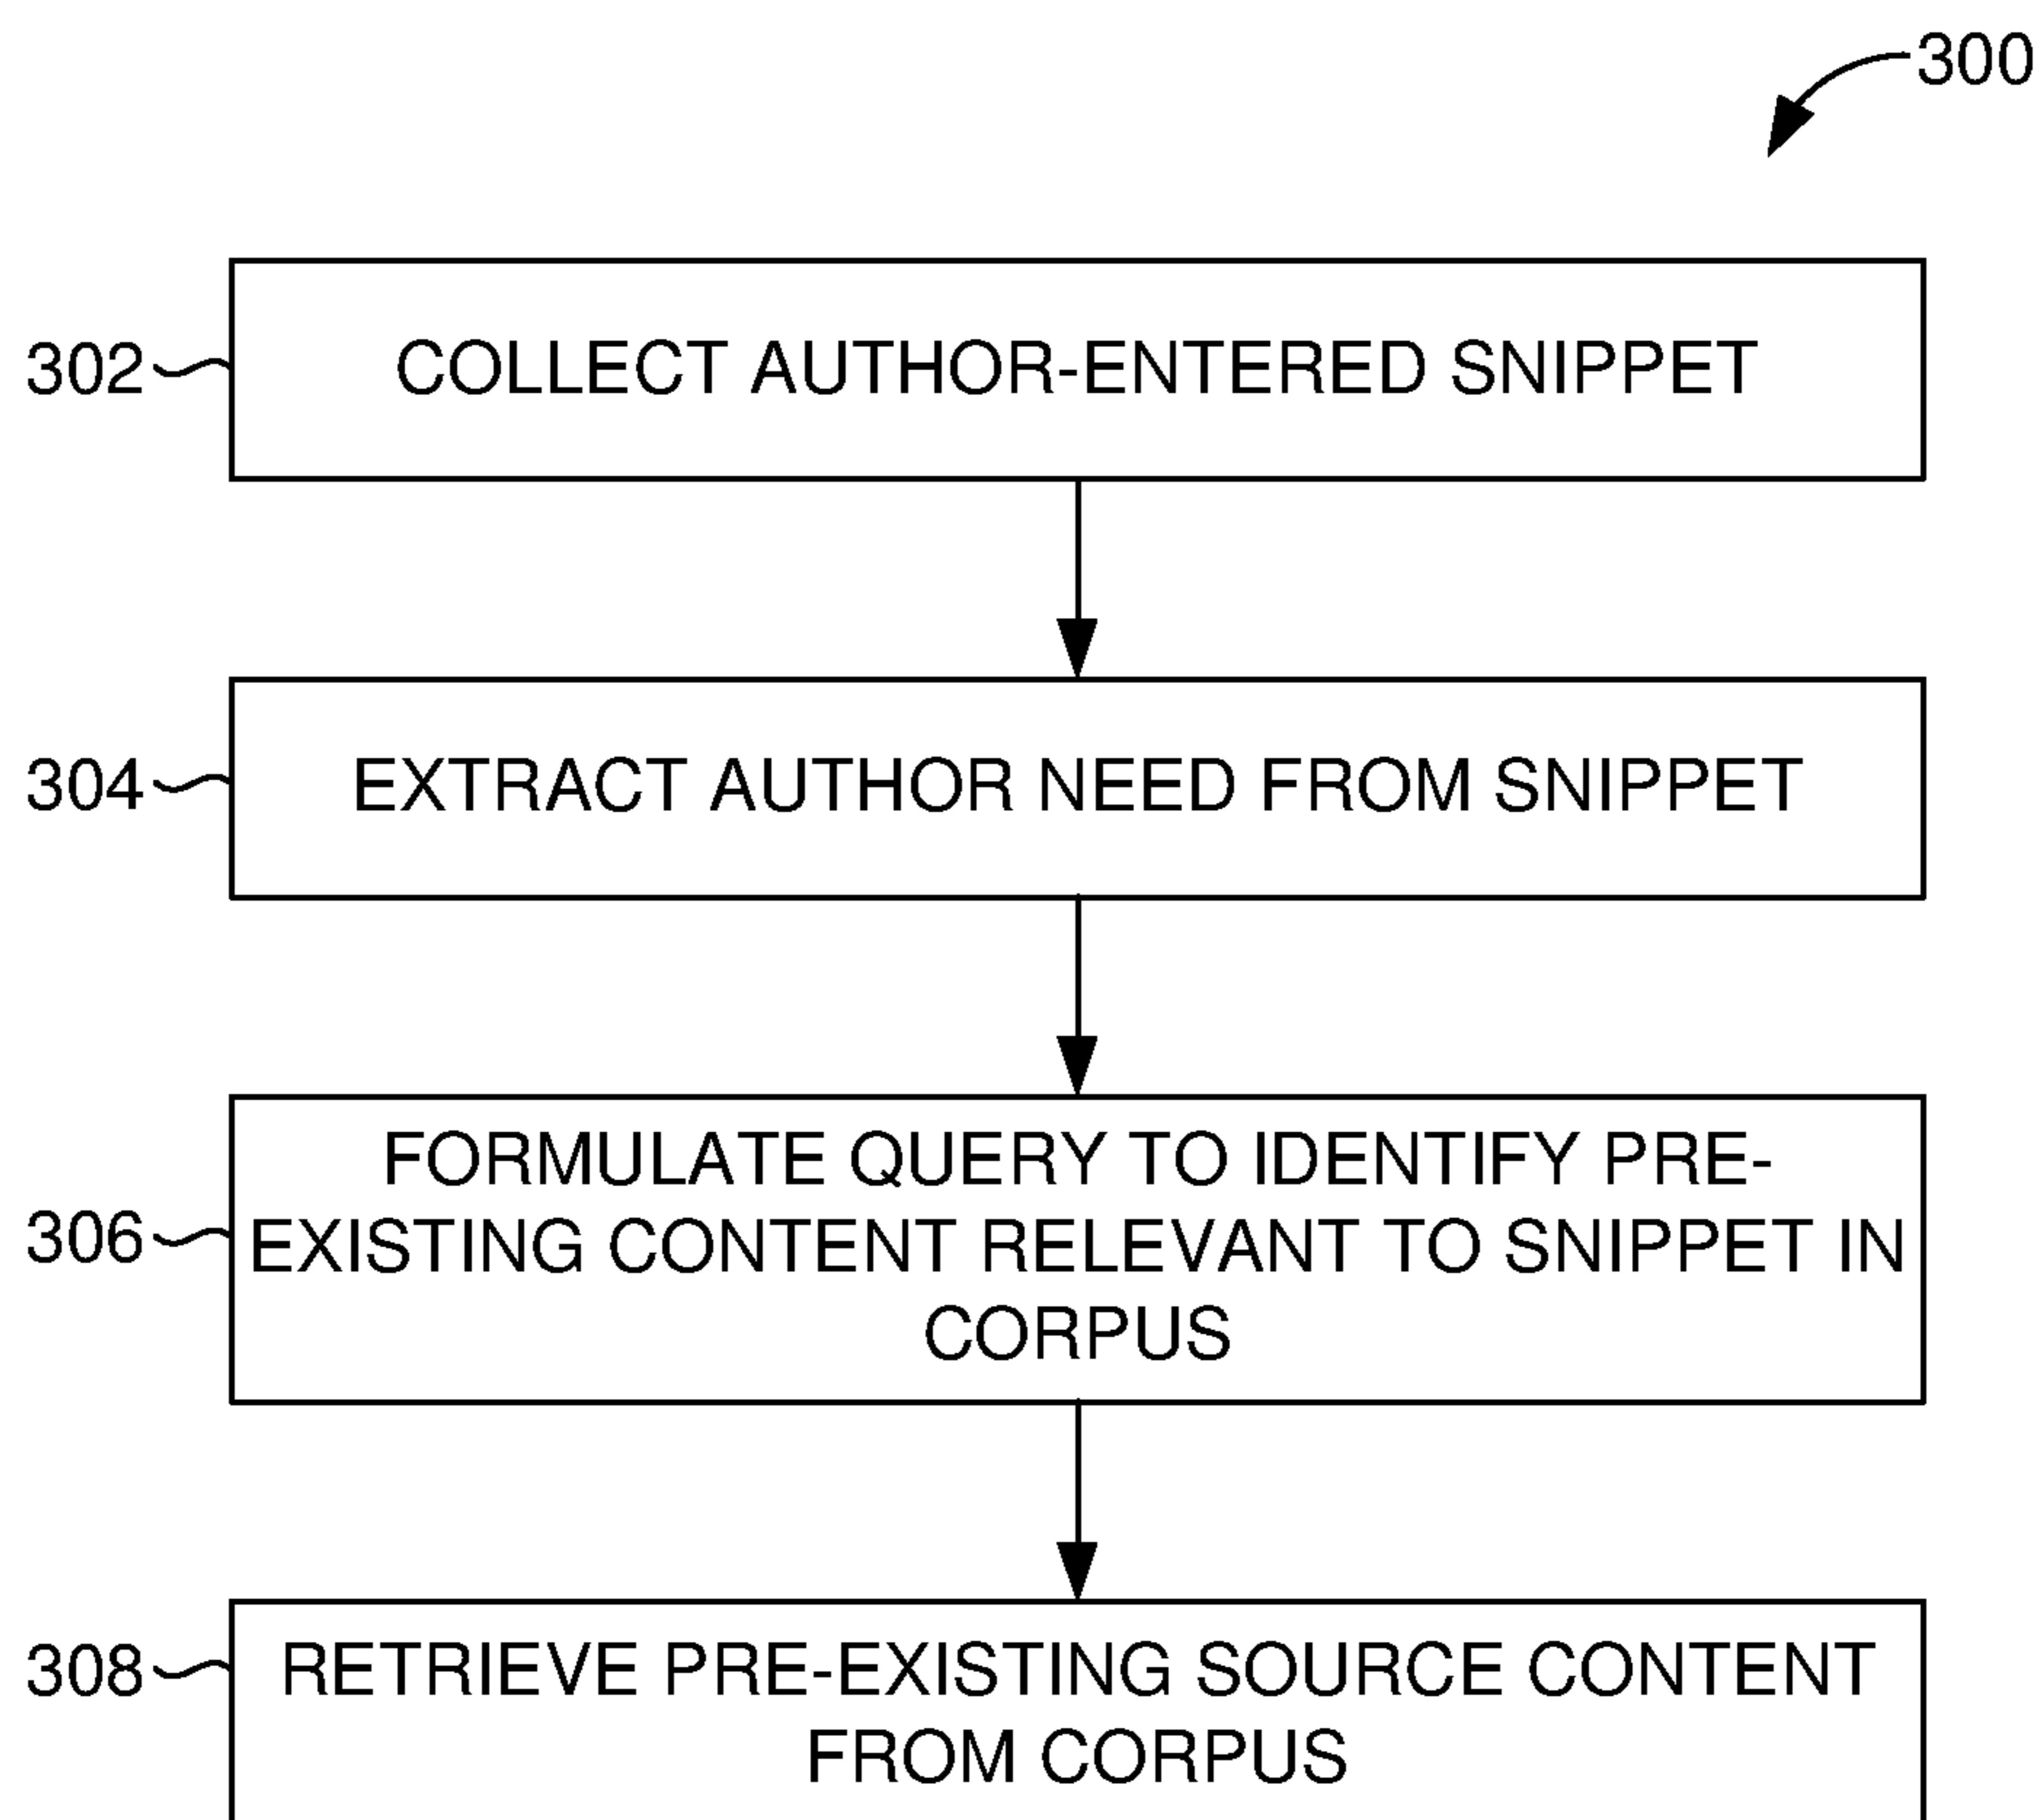 300
302
COLLECT AUTHOR-ENTERED SNIPPET
304
EXTRACT AUTHOR NEED FROM SNIPPET
FORMULATE QUERY TO IDENTIFY PRE-
306
EXISTING CONTENT RELEVANT TO SNIPPET IN
CORPUS
308
RETRIEVE PRE-EXISTING SOURCE CONTENT
FROM CORPUS